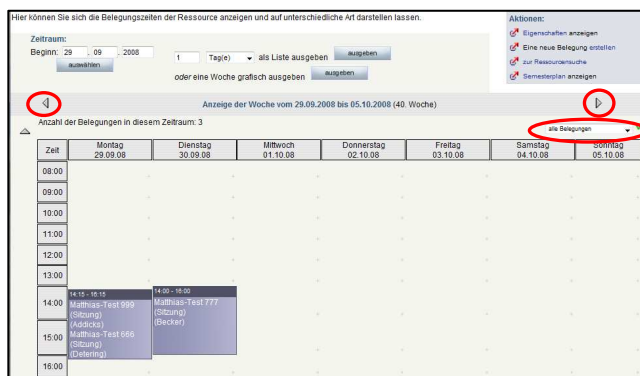 Hier können Sie sich die Belegungszeiten der Ressource anzeigen und auf unterschiedliche Art darstellen lassen.
Zeitraum:
Beginn: 29 . 09 . 2008
auswählen
1 Tag(e) als Liste ausgeben ausgeben
oder eine Woche grafisch ausgeben ausgeben
Aktionen:
Eigenschaften anzeigen
Eine neue Belegung erstellen
zur Ressourcensuche
Semesterplan anzeigen
Anzeige der Woche vom 29.09.2008 bis 05.10.2008 (40. Woche)
Anzahl der Belegungen in diesem Zeitraum: 3
alle Belegungen
Zeit Montag Dienstag Mittwoch Donnerstag Freitag Samstag Sonntag
29.09.08 30.09.08 01.10.08 02.10.08 03.10.08 04.10.08 05.10.08
08:00
09:00
10:00
11:00
12:00
13:00
14:00
15:00
16:00
14:15 - 16:15
Matthias-Test 999
(Sitzung)
(Addicks)
Matthias-Test 666
(Sitzung)
(Detering)
14:00 - 16:00
Matthias-Test 777
(Sitzung)
(Becker)